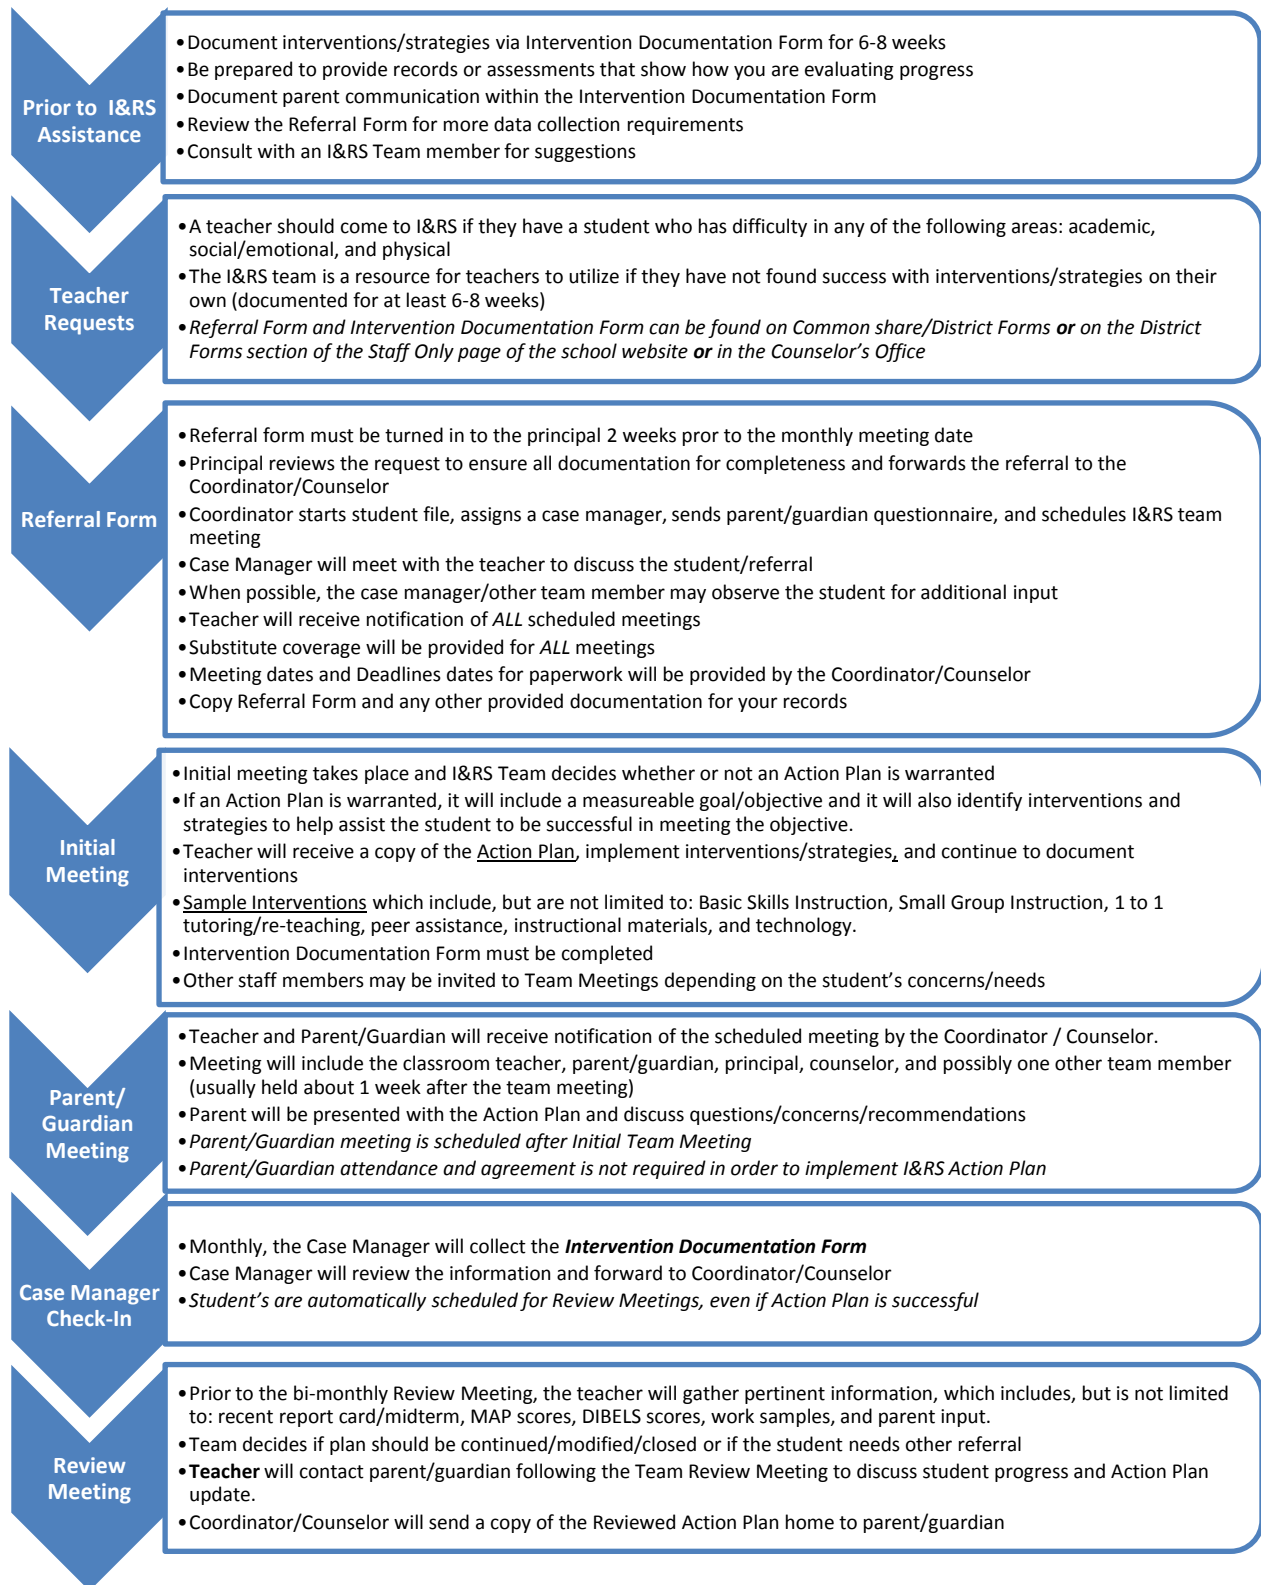 Prior to I&RS
Assistance
•Document interventions/strategies via Intervention Documentation Form for 6-8 weeks
•Be prepared to provide records or assessments that show how you are evaluating progress
•Document parent communication within the Intervention Documentation Form
•Review the Referral Form for more data collection requirements
•Consult with an I&RS Team member for suggestions
Teacher
Requests
•A teacher should come to I&RS if they have a student who has difficulty in any of the following areas: academic,
social/emotional, and physical
•The I&RS team is a resource for teachers to utilize if they have not found success with interventions/strategies on their
own (documented for at least 6-8 weeks)
•Referral Form and Intervention Documentation Form can be found on Common share/District Forms or on the District
Forms section of the Staff Only page of the school website or in the Counselor's Office
Referral Form
•Referral form must be turned in to the principal 2 weeks pror to the monthly meeting date
•Principal reviews the request to ensure all documentation for completeness and forwards the referral to the
Coordinator/Counselor
•Coordinator starts student file, assigns a case manager, sends parent/guardian questionnaire, and schedules I&RS team
meeting
•Case Manager will meet with the teacher to discuss the student/referral
•When possible, the case manager/other team member may observe the student for additional input
•Teacher will receive notification of ALL scheduled meetings
•Substitute coverage will be provided for ALL meetings
•Meeting dates and Deadlines dates for paperwork will be provided by the Coordinator/Counselor
•Copy Referral Form and any other provided documentation for your records
Initial
Meeting
•Initial meeting takes place and I&RS Team decides whether or not an Action Plan is warranted
•If an Action Plan is warranted, it will include a measureable goal/objective and it will also identify interventions and
strategies to help assist the student to be successful in meeting the objective.
•Teacher will receive a copy of the Action Plan, implement interventions/strategies, and continue to document
interventions
•Sample Interventions which include, but are not limited to: Basic Skills Instruction, Small Group Instruction, 1 to 1
tutoring/re-teaching, peer assistance, instructional materials, and technology.
•Intervention Documentation Form must be completed
•Other staff members may be invited to Team Meetings depending on the student's concerns/needs
Parent/
Guardian
Meeting
•Teacher and Parent/Guardian will receive notification of the scheduled meeting by the Coordinator / Counselor.
•Meeting will include the classroom teacher, parent/guardian, principal, counselor, and possibly one other team member
(usually held about 1 week after the team meeting)
•Parent will be presented with the Action Plan and discuss questions/concerns/recommendations
•Parent/Guardian meeting is scheduled after Initial Team Meeting
•Parent/Guardian attendance and agreement is not required in order to implement I&RS Action Plan
Case Manager
Check-In
•Monthly, the Case Manager will collect the Intervention Documentation Form
•Case Manager will review the information and forward to Coordinator/Counselor
•Student's are automatically scheduled for Review Meetings, even if Action Plan is successful
Review
Meeting
•Prior to the bi-monthly Review Meeting, the teacher will gather pertinent information, which includes, but is not limited
to: recent report card/midterm, MAP scores, DIBELS scores, work samples, and parent input.
•Team decides if plan should be continued/modified/closed or if the student needs other referral
•Teacher will contact parent/guardian following the Team Review Meeting to discuss student progress and Action Plan
update.
•Coordinator/Counselor will send a copy of the Reviewed Action Plan home to parent/guardian